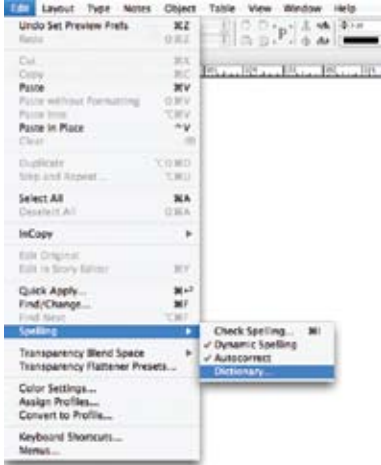 Edit Layout Type Notes Object Table View Window Help
Undo Set Preview Prefs ⌘Z
Redo ⇧⌘Z
Cut ⌘X
Copy ⌘C
Paste ⌘V
Paste without Formatting ⇧⌘V
Paste Into ⌥⌘V
Paste in Place ^V
Clear
Duplicate ⌥⇧⌘D
Step and Repeat... ⌥⌘U
Select All ⌘A
Deselect All ⇧⌘A
InCopy
Edit Original
Edit in Story Editor ⌘Y
Quick Apply... ⌘↩
Find/Change... ⌘F
Find Next ⌥⌘F
Spelling
Check Spelling... ⌘I
✓ Dynamic Spelling
✓ Autocorrect
Dictionary...
Transparency Blend Space
Transparency Flattener Presets...
Color Settings...
Assign Profiles...
Convert to Profile...
Keyboard Shortcuts...
Menus...